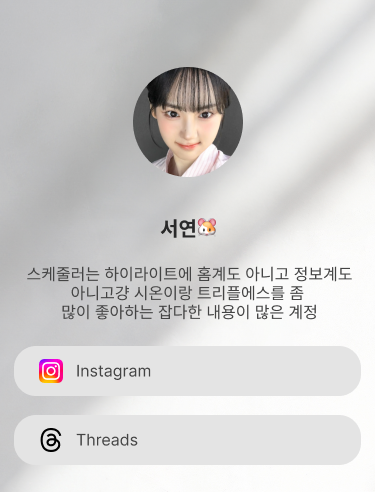 서연🐹
스케줄러는 하이라이트에 홈계도 아니고 정보계도
아니고걍 시온이랑 트리플에스를 좀
많이 좋아하는 잡다한 내용이 많은 계정
Instagram
Threads